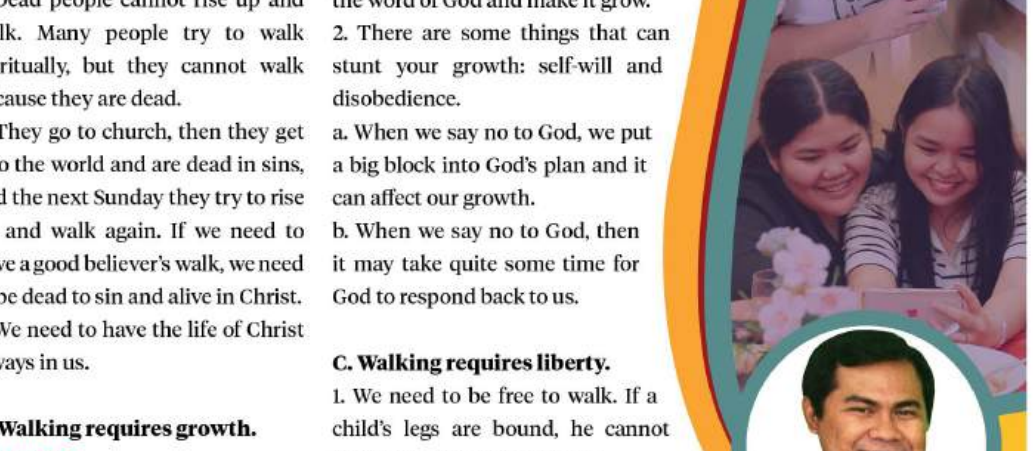 Dead people cannot rise up and
lk. Many people try to walk
ritually, but they cannot walk
cause they are dead.
They go to church, then they get
o the world and are dead in sins,
d the next Sunday they try to rise
and walk again. If we need to
ve a good believer's walk, we need
be dead to sin and alive in Christ.
We need to have the life of Christ
ways in us.
Walking requires growth.
the word of God and make it grow.
2. There are some things that can
stunt your growth: self-will and
disobedience.
a. When we say no to God, we put
a big block into God's plan and it
can affect our growth.
b. When we say no to God, then
it may take quite some time for
God to respond back to us.
C. Walking requires liberty.
1. We need to be free to walk. If a
child's legs are bound, he cannot